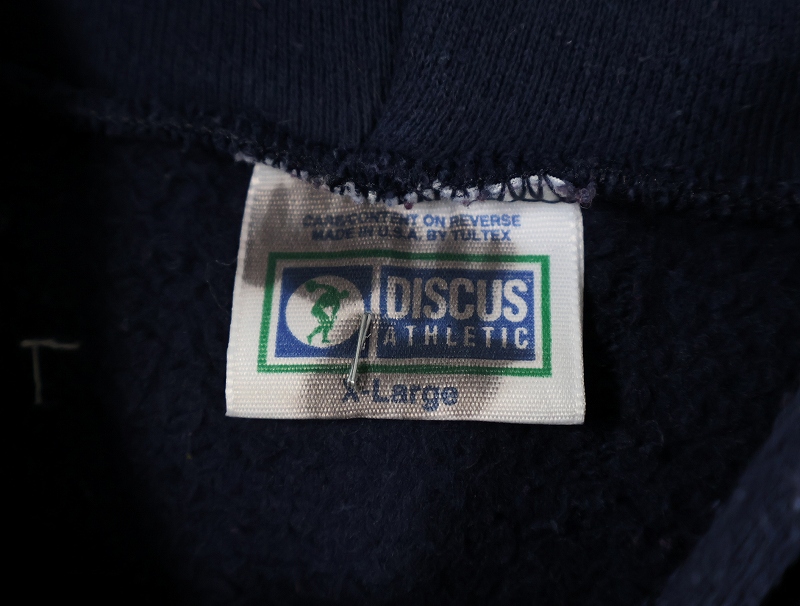 CARE/CONTENT ON REVERSE
MADE IN U.S.A. BY TULTEX
DISCUS
ATHLETIC
X-Large